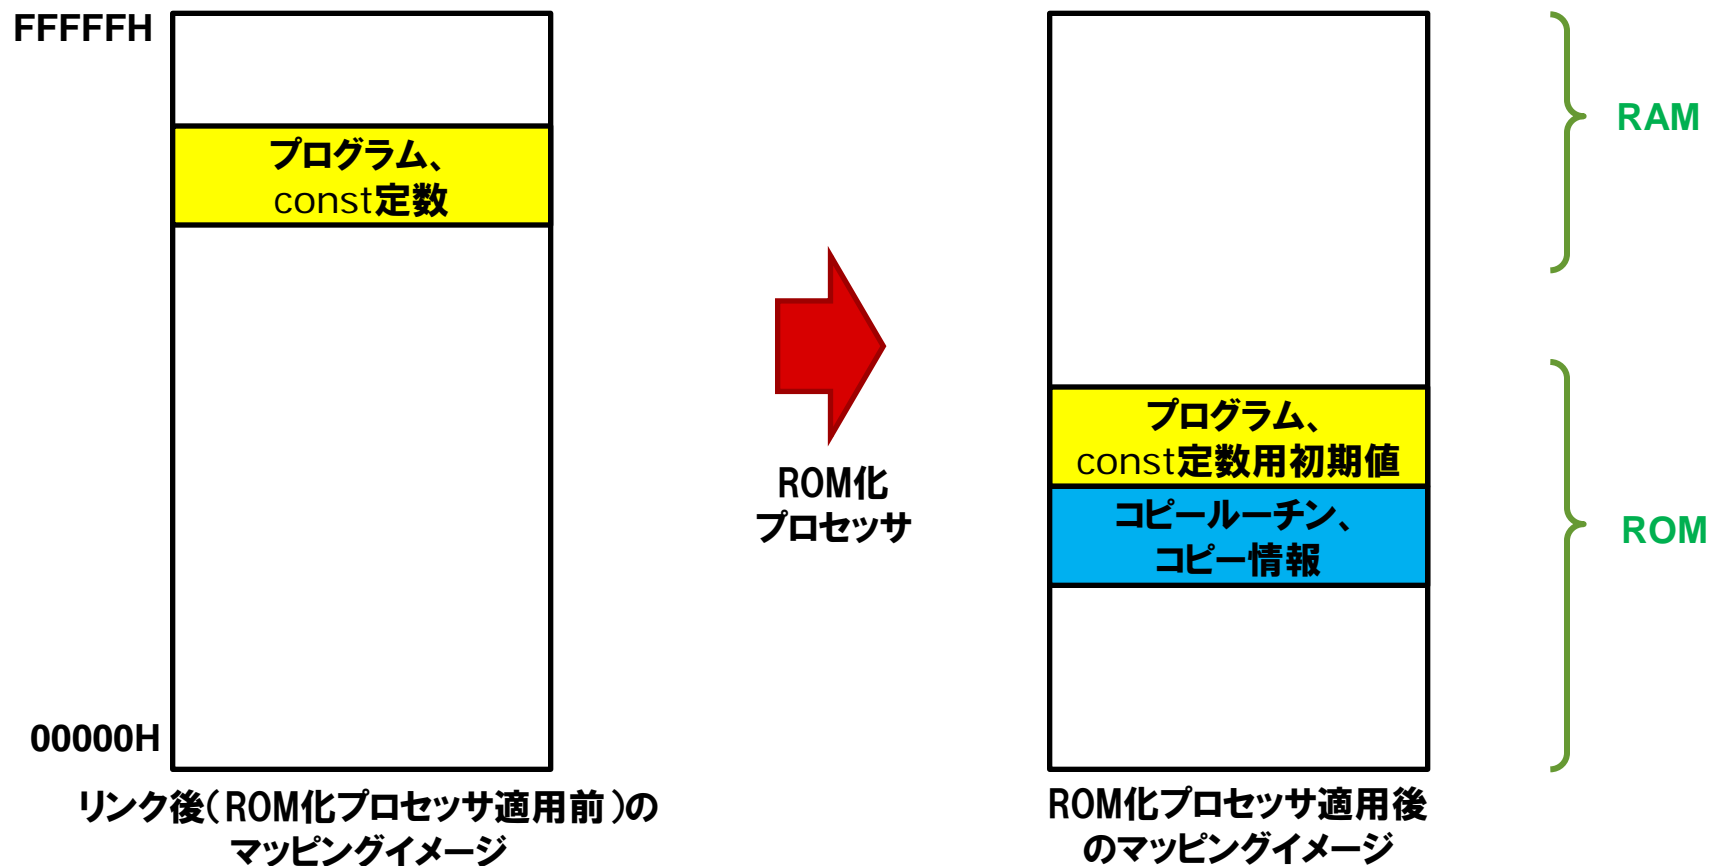 FFFFFH
プログラム、
const定数
00000H
リンク後(ROM化プロセッサ適用前)の
マッピングイメージ
ROM化
プロセッサ
プログラム、
const定数用初期値
コピールーチン、
コピー情報
ROM化プロセッサ適用後
のマッピングイメージ
RAM
ROM